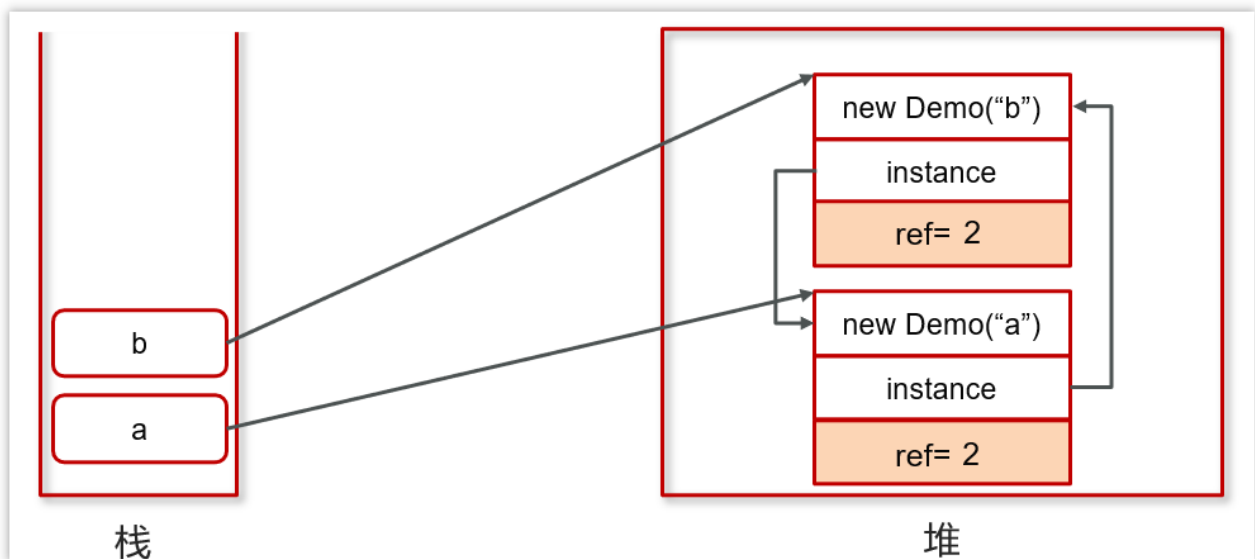 new Demo(“b”)
instance
ref= 2
b
new Demo(“a”)
instance
a
ref= 2
栈
堆